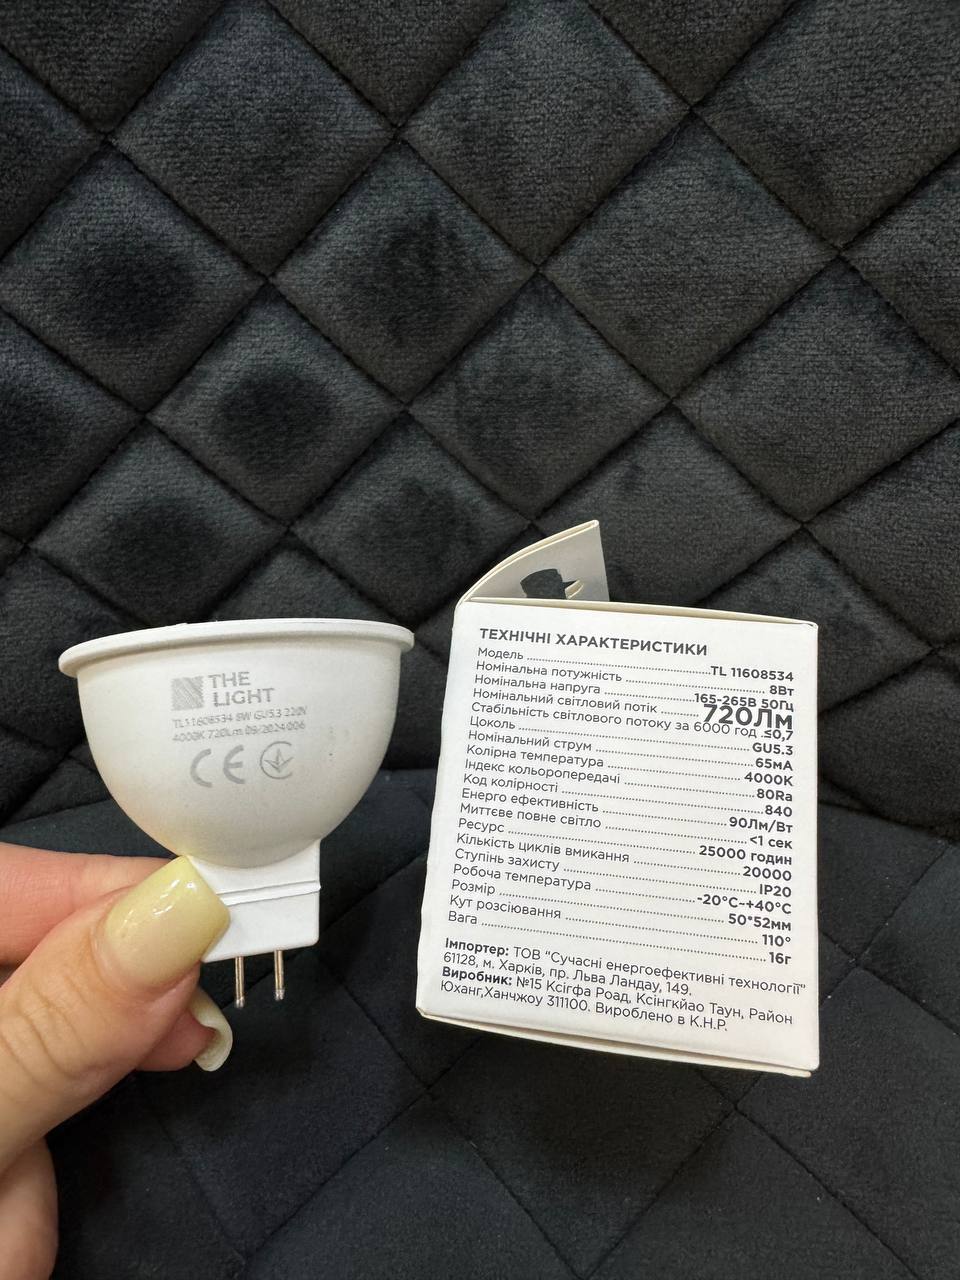 THE
LIGHT
TL11608534 8W GU5.3 220V
4000K 720Lm 09/2024 006
CE
ТЕХНІЧНІ ХАРАКТЕРИСТИКИ
Модель TL 11608534
Номінальна потужність 8Вт
Номінальна напруга 165-265В 50Гц
Номінальний світловий потік 720Лм
Стабільність світлового потоку за 6000 год ≤0,7
Цоколь GU5.3
Номінальний струм 65мА
Колірна температура 4000К
Індекс кольоропередачі 80Ra
Код колірності 840
Енерго ефективність 90Лм/Вт
Миттєве повне світло <1 сек
Ресурс 25000 годин
Кількість циклів вмикання 20000
Ступінь захисту IP20
Робоча температура -20°С-+40°С
Розмір 50*52мм
Кут розсіювання 110°
Вага 16г
Імпортер: ТОВ "Сучасні енергоефективні технології"
61128, м. Харків, пр. Льва Ландау, 149.
Виробник: №15 Ксігфа Роад, Ксінгкйао Таун, Район
Юханг,Ханчжоу 311100. Вироблено в К.Н.Р.